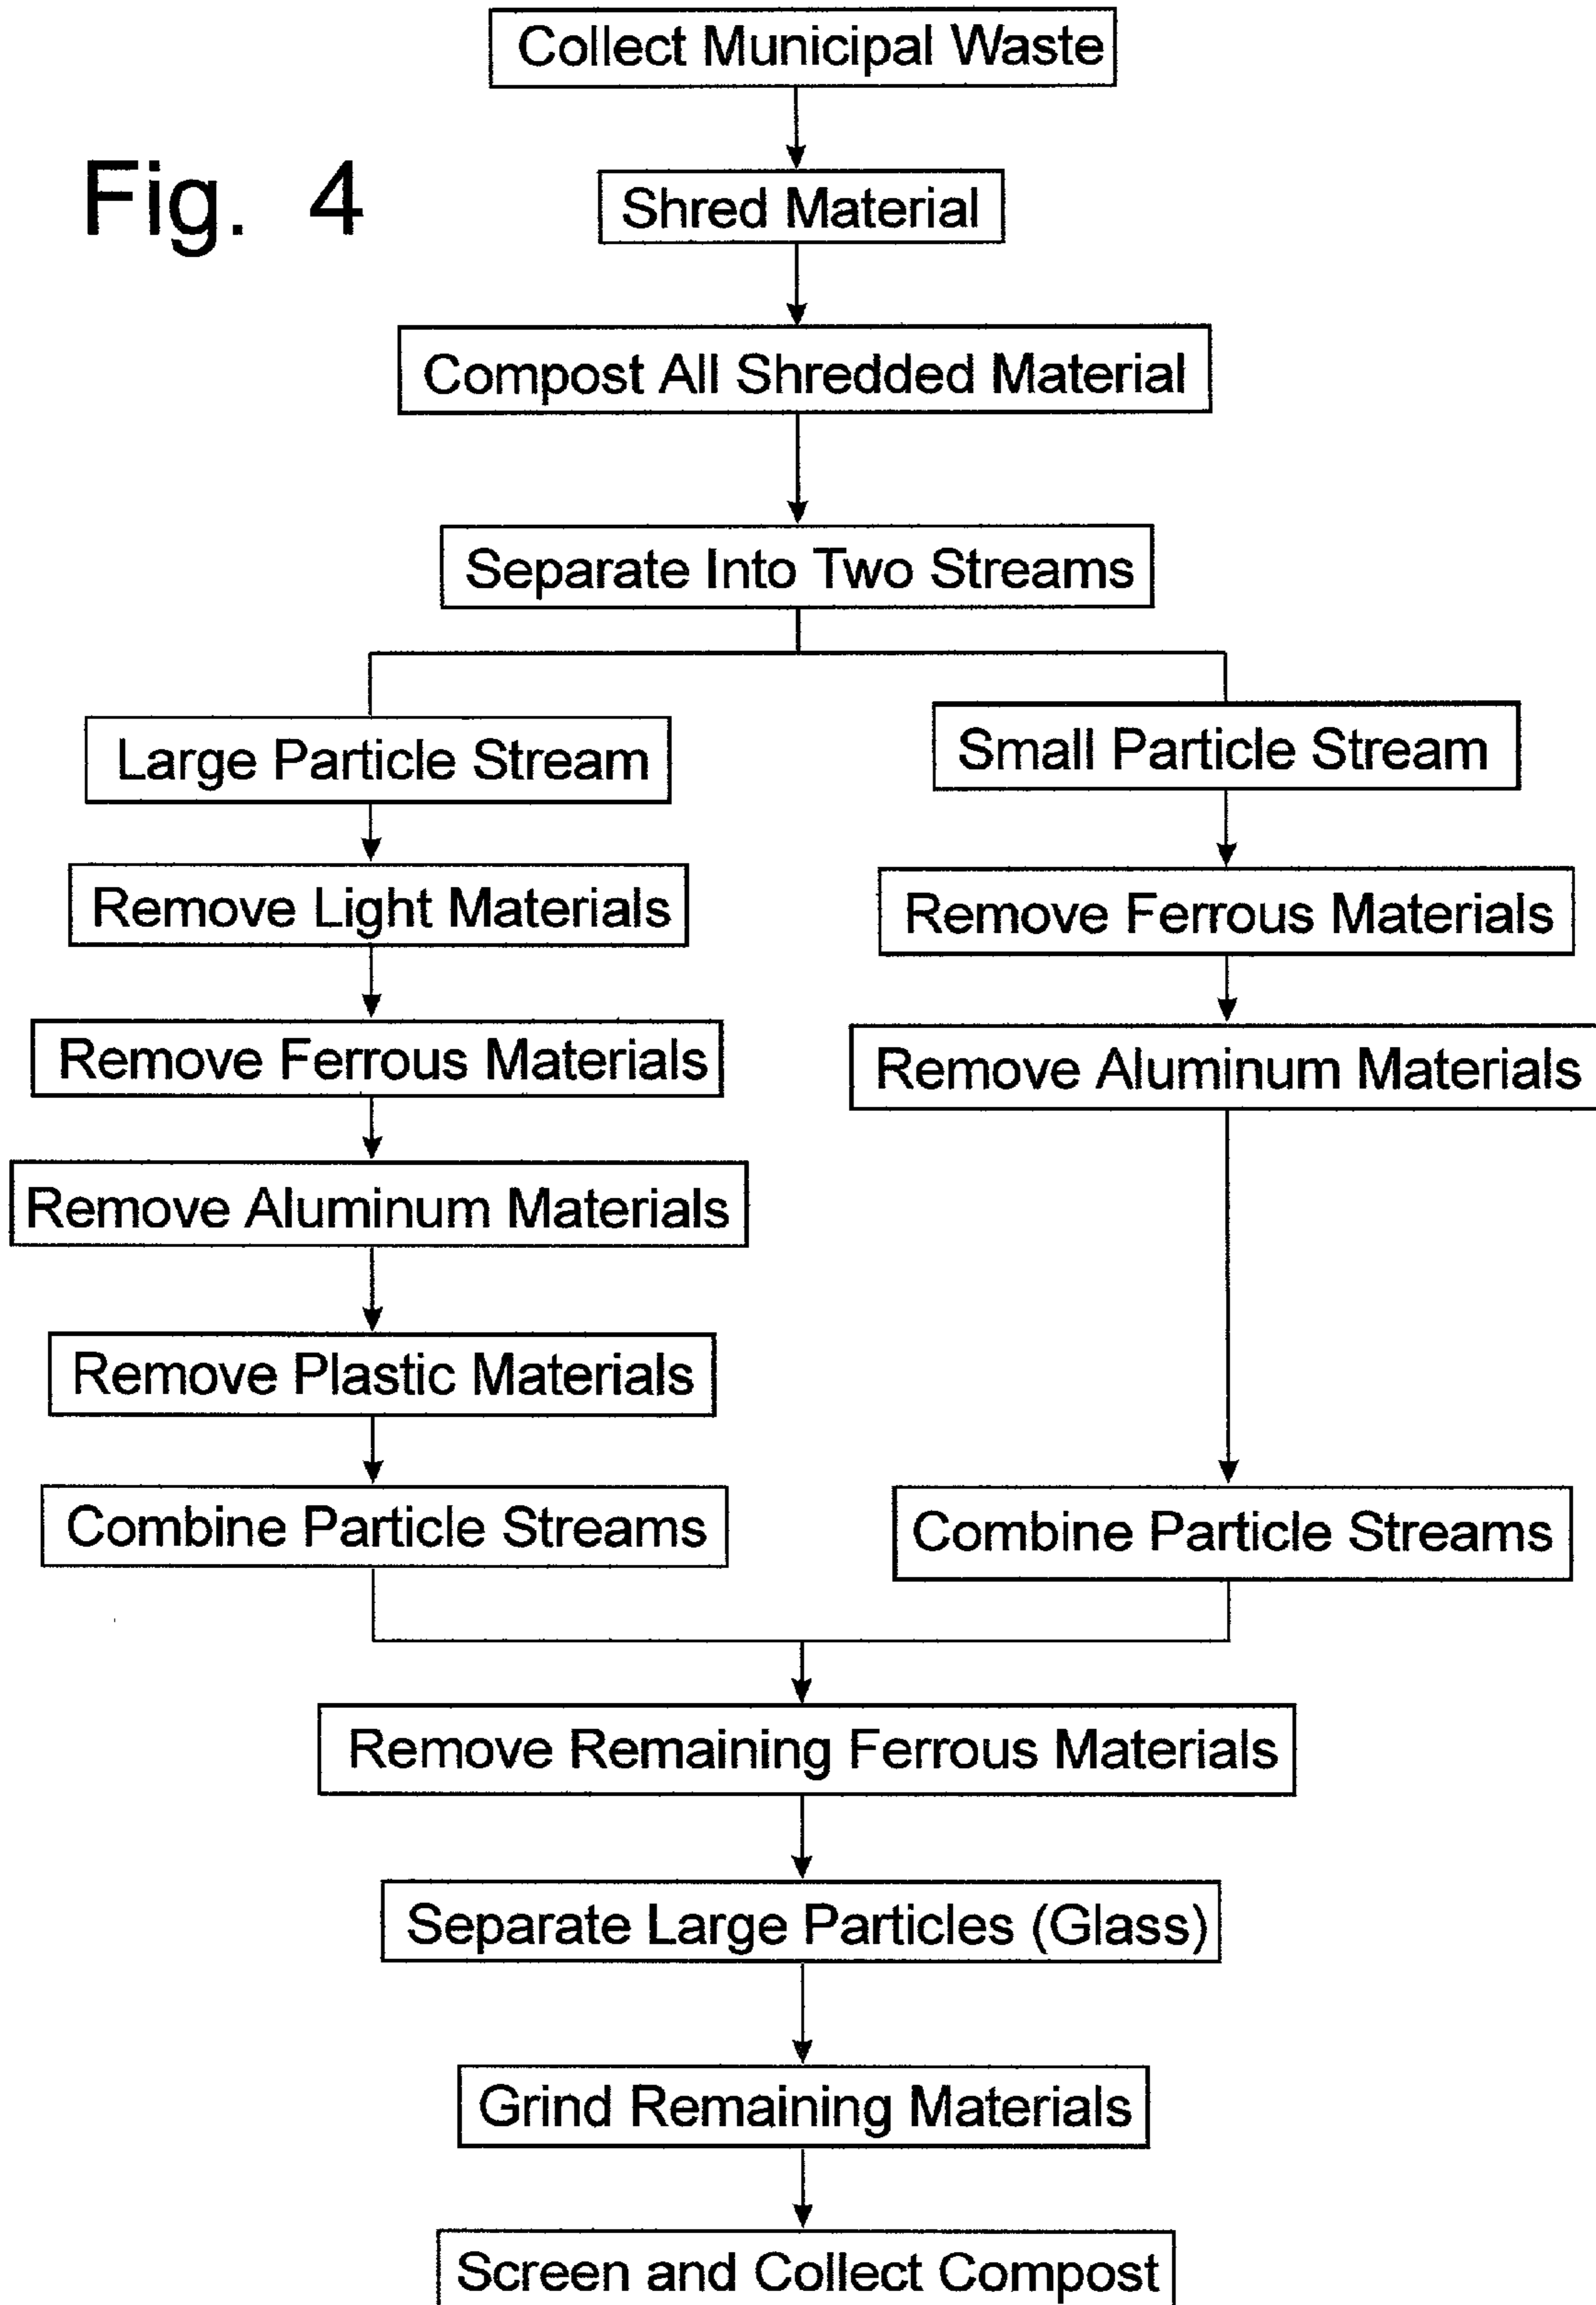 Collect Municipal Waste
Fig. 4
Shred Material
Compost All Shredded Material
Separate Into Two Streams
Large Particle Stream
Remove Light Materials
Remove Ferrous Materials
Remove Aluminum Materials
Remove Plastic Materials
Combine Particle Streams
Small Particle Stream
Remove Ferrous Materials
Remove Aluminum Materials
Combine Particle Streams
Remove Remaining Ferrous Materials
Separate Large Particles (Glass)
Grind Remaining Materials
Screen and Collect Compost